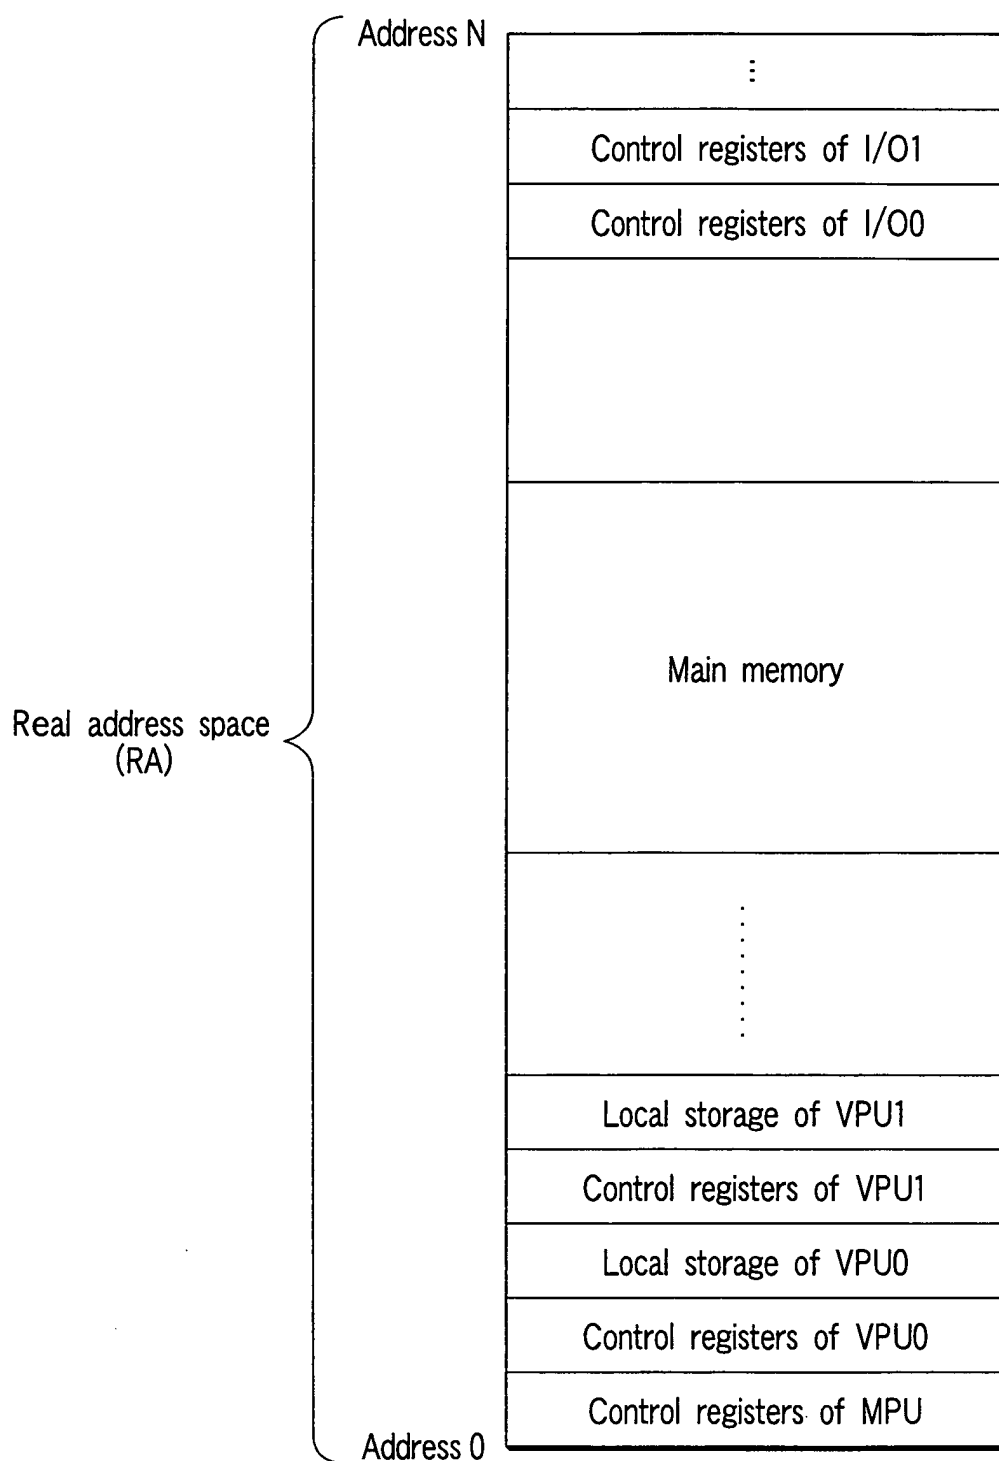 Address N
⋮
Control registers of I/O1
Control registers of I/O0
Main memory
Real address space
(RA)
Local storage of VPU1
Control registers of VPU1
Local storage of VPU0
Control registers of VPU0
Control registers of MPU
Address 0